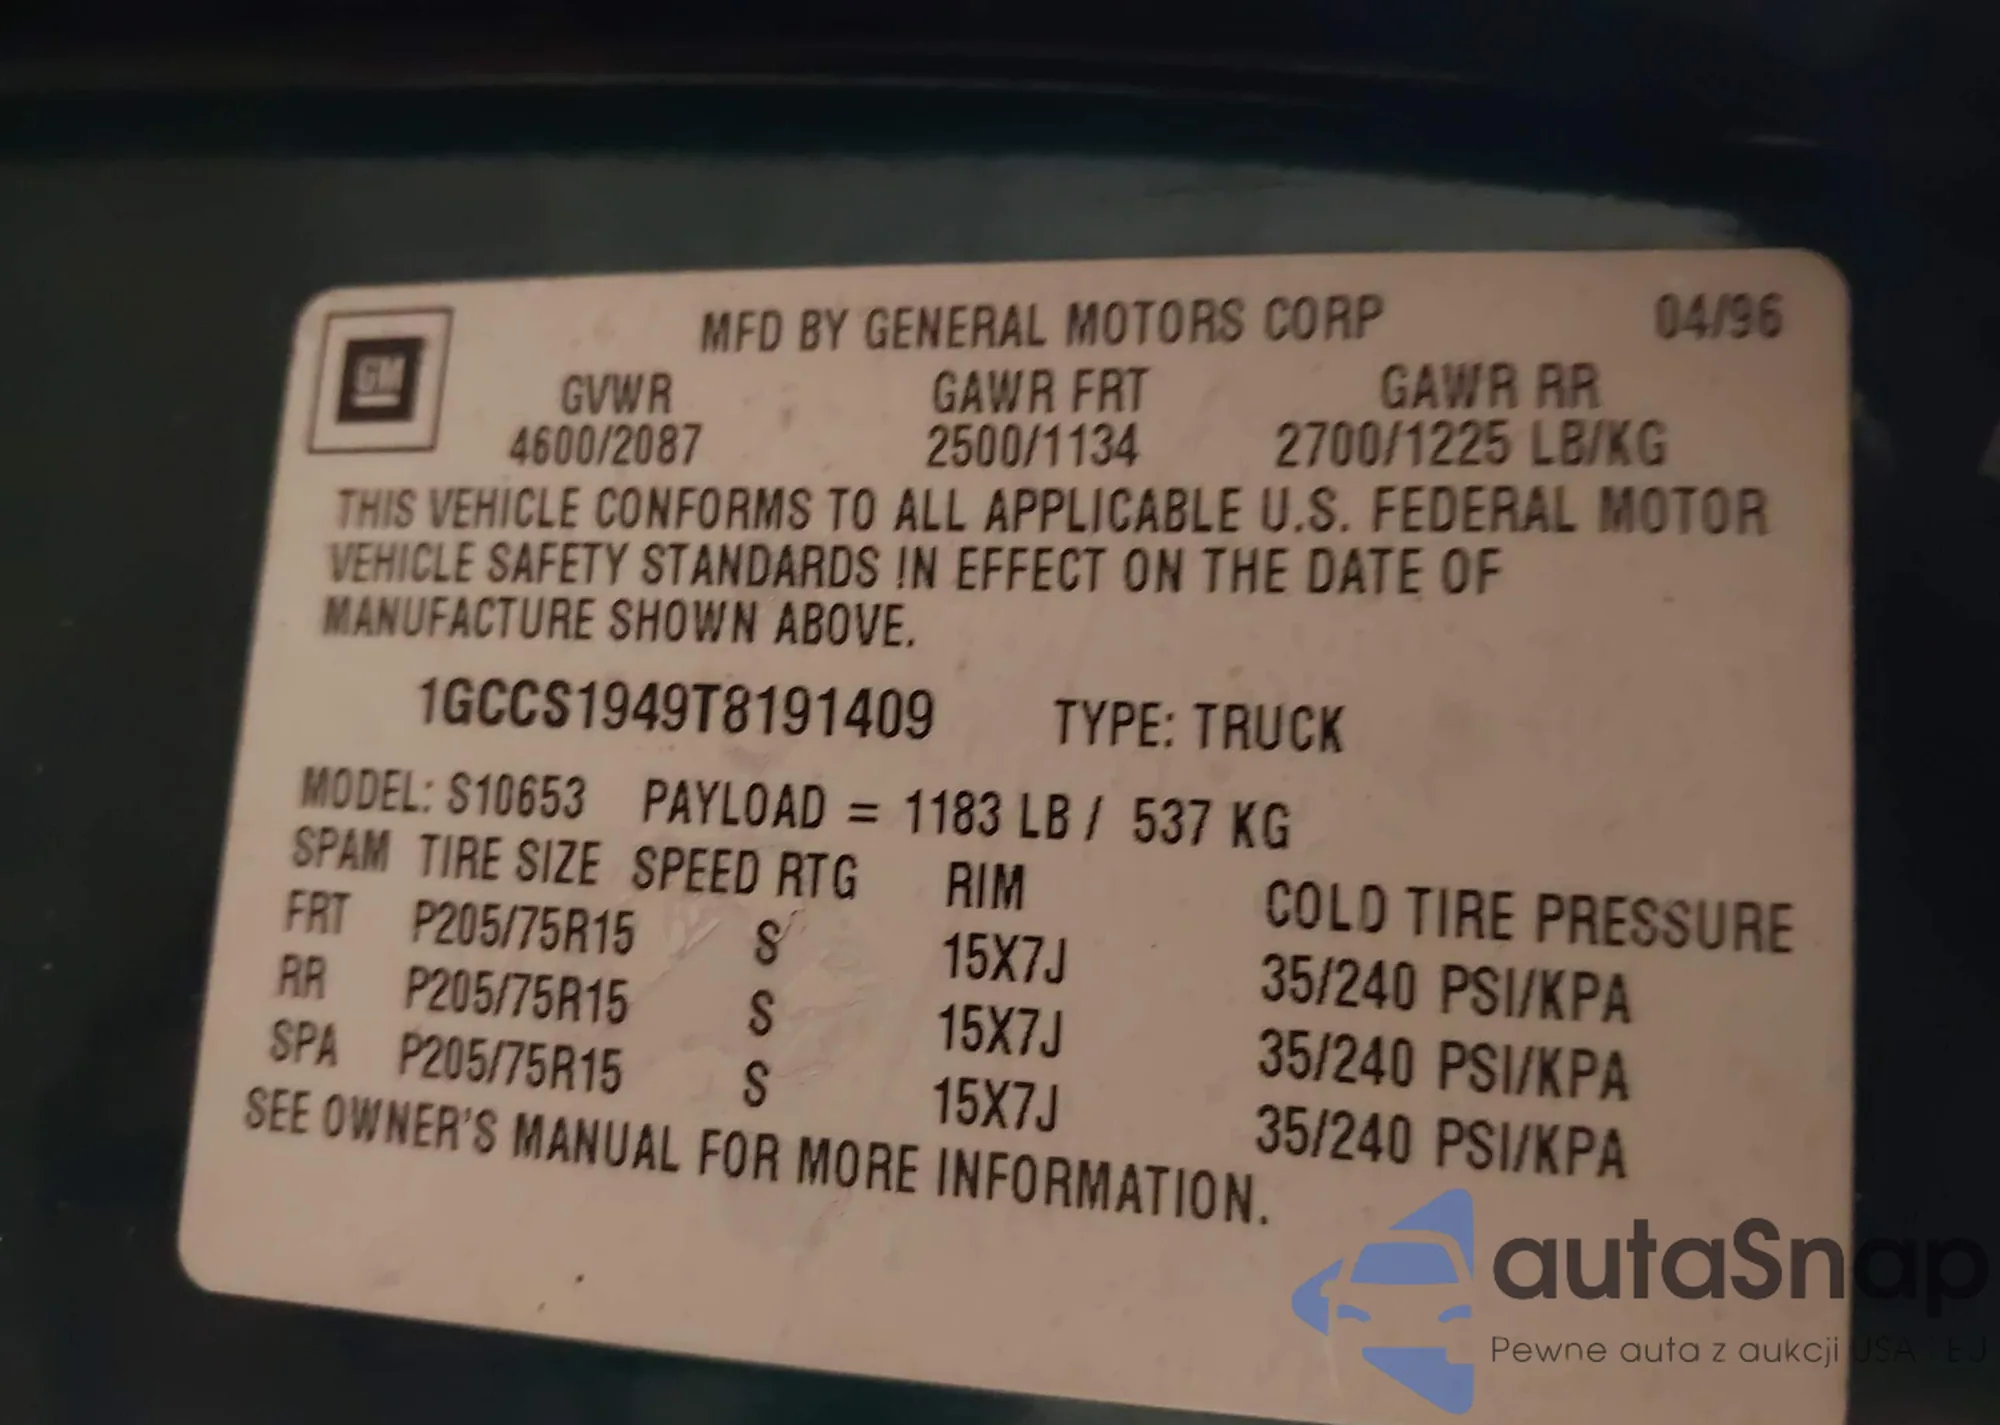 GM
MFD BY GENERAL MOTORS CORP 04/96
GVWR GAWR FRT GAWR RR
4600/2087 2500/1134 2700/1225 LB/KG
THIS VEHICLE CONFORMS TO ALL APPLICABLE U.S. FEDERAL MOTOR
VEHICLE SAFETY STANDARDS IN EFFECT ON THE DATE OF
MANUFACTURE SHOWN ABOVE.
1GCCS1949T8191409 TYPE: TRUCK
MODEL: S10653 PAYLOAD = 1183 LB / 537 KG
SPAM TIRE SIZE SPEED RTG RIM COLD TIRE PRESSURE
FRT P205/75R15 S 15X7J 35/240 PSI/KPA
RR P205/75R15 S 15X7J 35/240 PSI/KPA
SPA P205/75R15 S 15X7J 35/240 PSI/KPA
SEE OWNER'S MANUAL FOR MORE INFORMATION.
autaSnap
Pewne auta z aukcji USA EJ